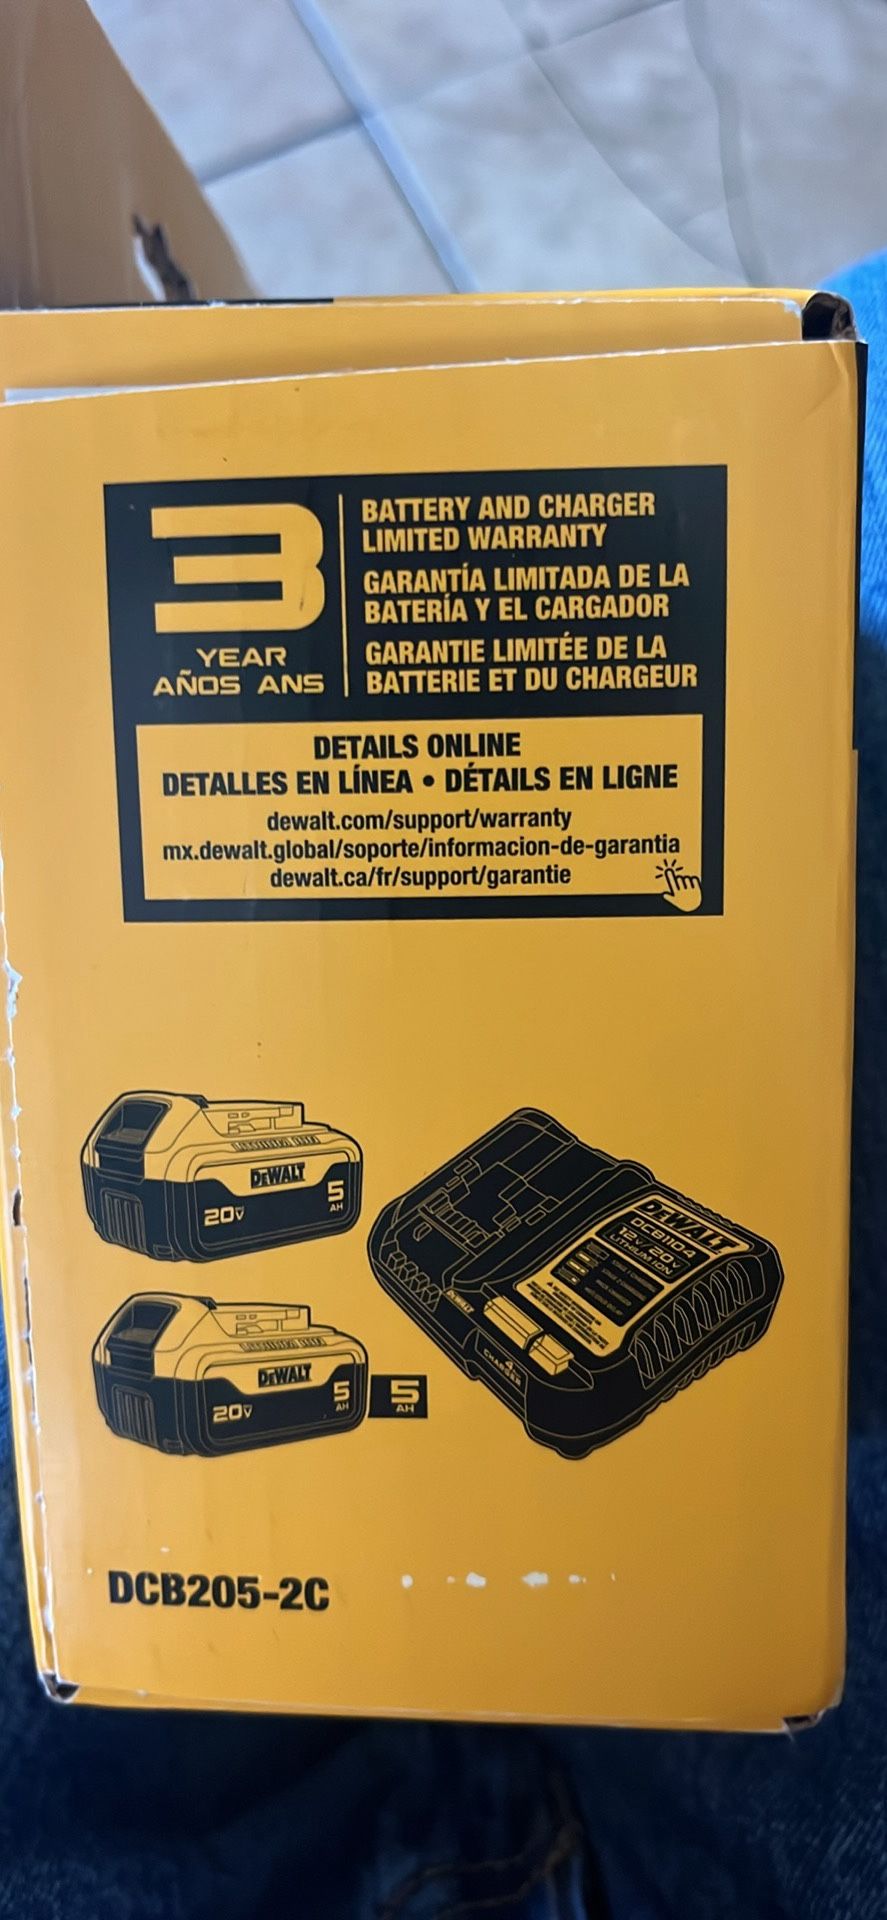 3
YEAR
AÑOS ANS
BATTERY AND CHARGER
LIMITED WARRANTY
GARANTÍA LIMITADA DE LA
BATERÍA Y EL CARGADOR
GARANTIE LIMITÉE DE LA
BATTERIE ET DU CHARGEUR
DETAILS ONLINE
DETALLES EN LÍNEA • DÉTAILS EN LIGNE
dewalt.com/support/warranty
mx.dewalt.global/soporte/informacion-de-garantia
dewalt.ca/fr/support/garantie
DEWALT
20V
5
AH
DEWALT
20V
5
AH
5
AH
DEWALT
DCB1104
12V-20V
LITHIUM ION
DEWALT
4A
CHARGER
DCB205-2C